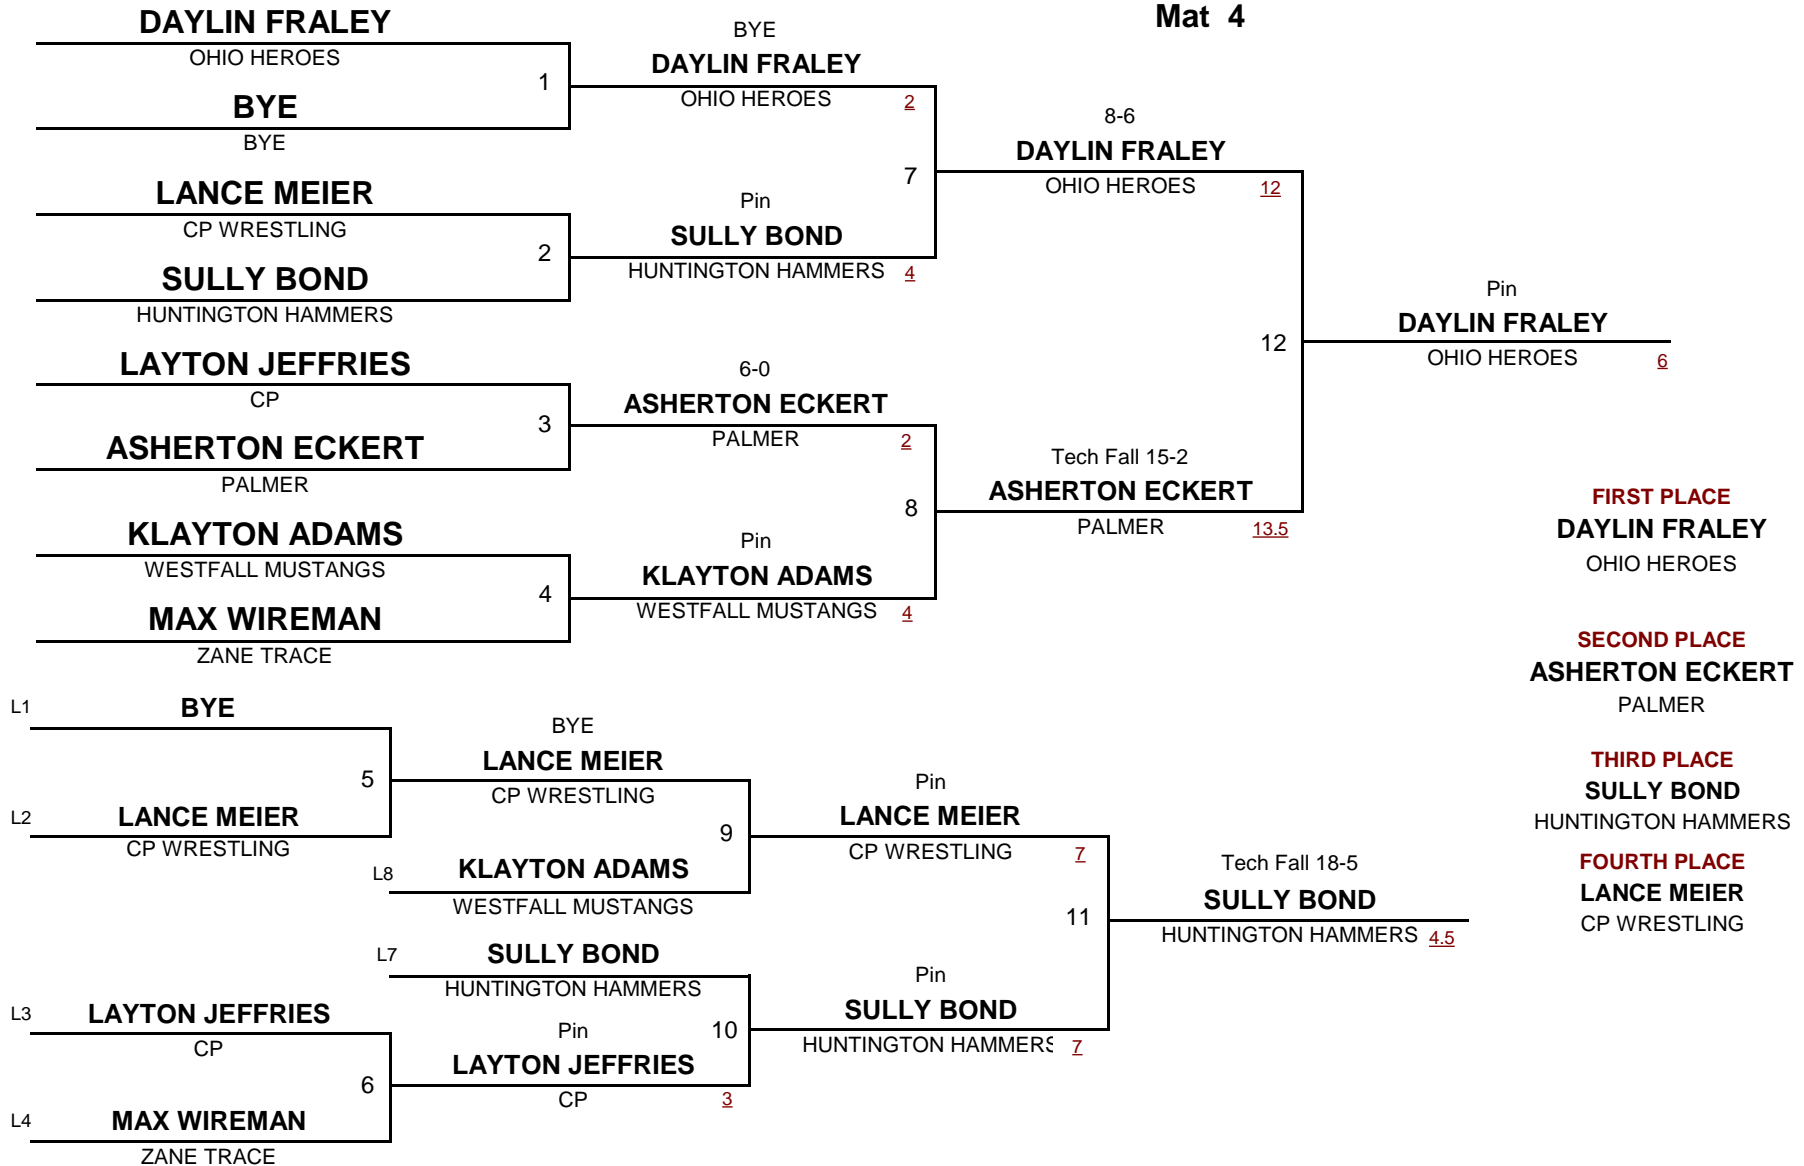 Mat 4
DAYLIN FRALEY
OHIO HEROES
1
BYE
BYE
LANCE MEIER
CP WRESTLING
2
SULLY BOND
HUNTINGTON HAMMERS
LAYTON JEFFRIES
CP
3
ASHERTON ECKERT
PALMER
KLAYTON ADAMS
WESTFALL MUSTANGS
4
MAX WIREMAN
ZANE TRACE
BYE
DAYLIN FRALEY
OHIO HEROES 2
7
Pin
SULLY BOND
HUNTINGTON HAMMERS 4
6-0
ASHERTON ECKERT
PALMER 2
8
Pin
KLAYTON ADAMS
WESTFALL MUSTANGS 4
8-6
DAYLIN FRALEY
OHIO HEROES 12
12
Tech Fall 15-2
ASHERTON ECKERT
PALMER 13.5
Pin
DAYLIN FRALEY
OHIO HEROES 6
FIRST PLACE
DAYLIN FRALEY
OHIO HEROES
SECOND PLACE
ASHERTON ECKERT
PALMER
THIRD PLACE
SULLY BOND
HUNTINGTON HAMMERS
FOURTH PLACE
LANCE MEIER
CP WRESTLING
L1 BYE
5
L2 LANCE MEIER
CP WRESTLING
L3 LAYTON JEFFRIES
CP
6
L4 MAX WIREMAN
ZANE TRACE
BYE
LANCE MEIER
CP WRESTLING
9
L8 KLAYTON ADAMS
WESTFALL MUSTANGS
L7 SULLY BOND
HUNTINGTON HAMMERS
10
Pin
LAYTON JEFFRIES
CP 3
Pin
LANCE MEIER
CP WRESTLING 7
11
Pin
SULLY BOND
HUNTINGTON HAMMERS 7
Tech Fall 18-5
SULLY BOND
HUNTINGTON HAMMERS 4.5